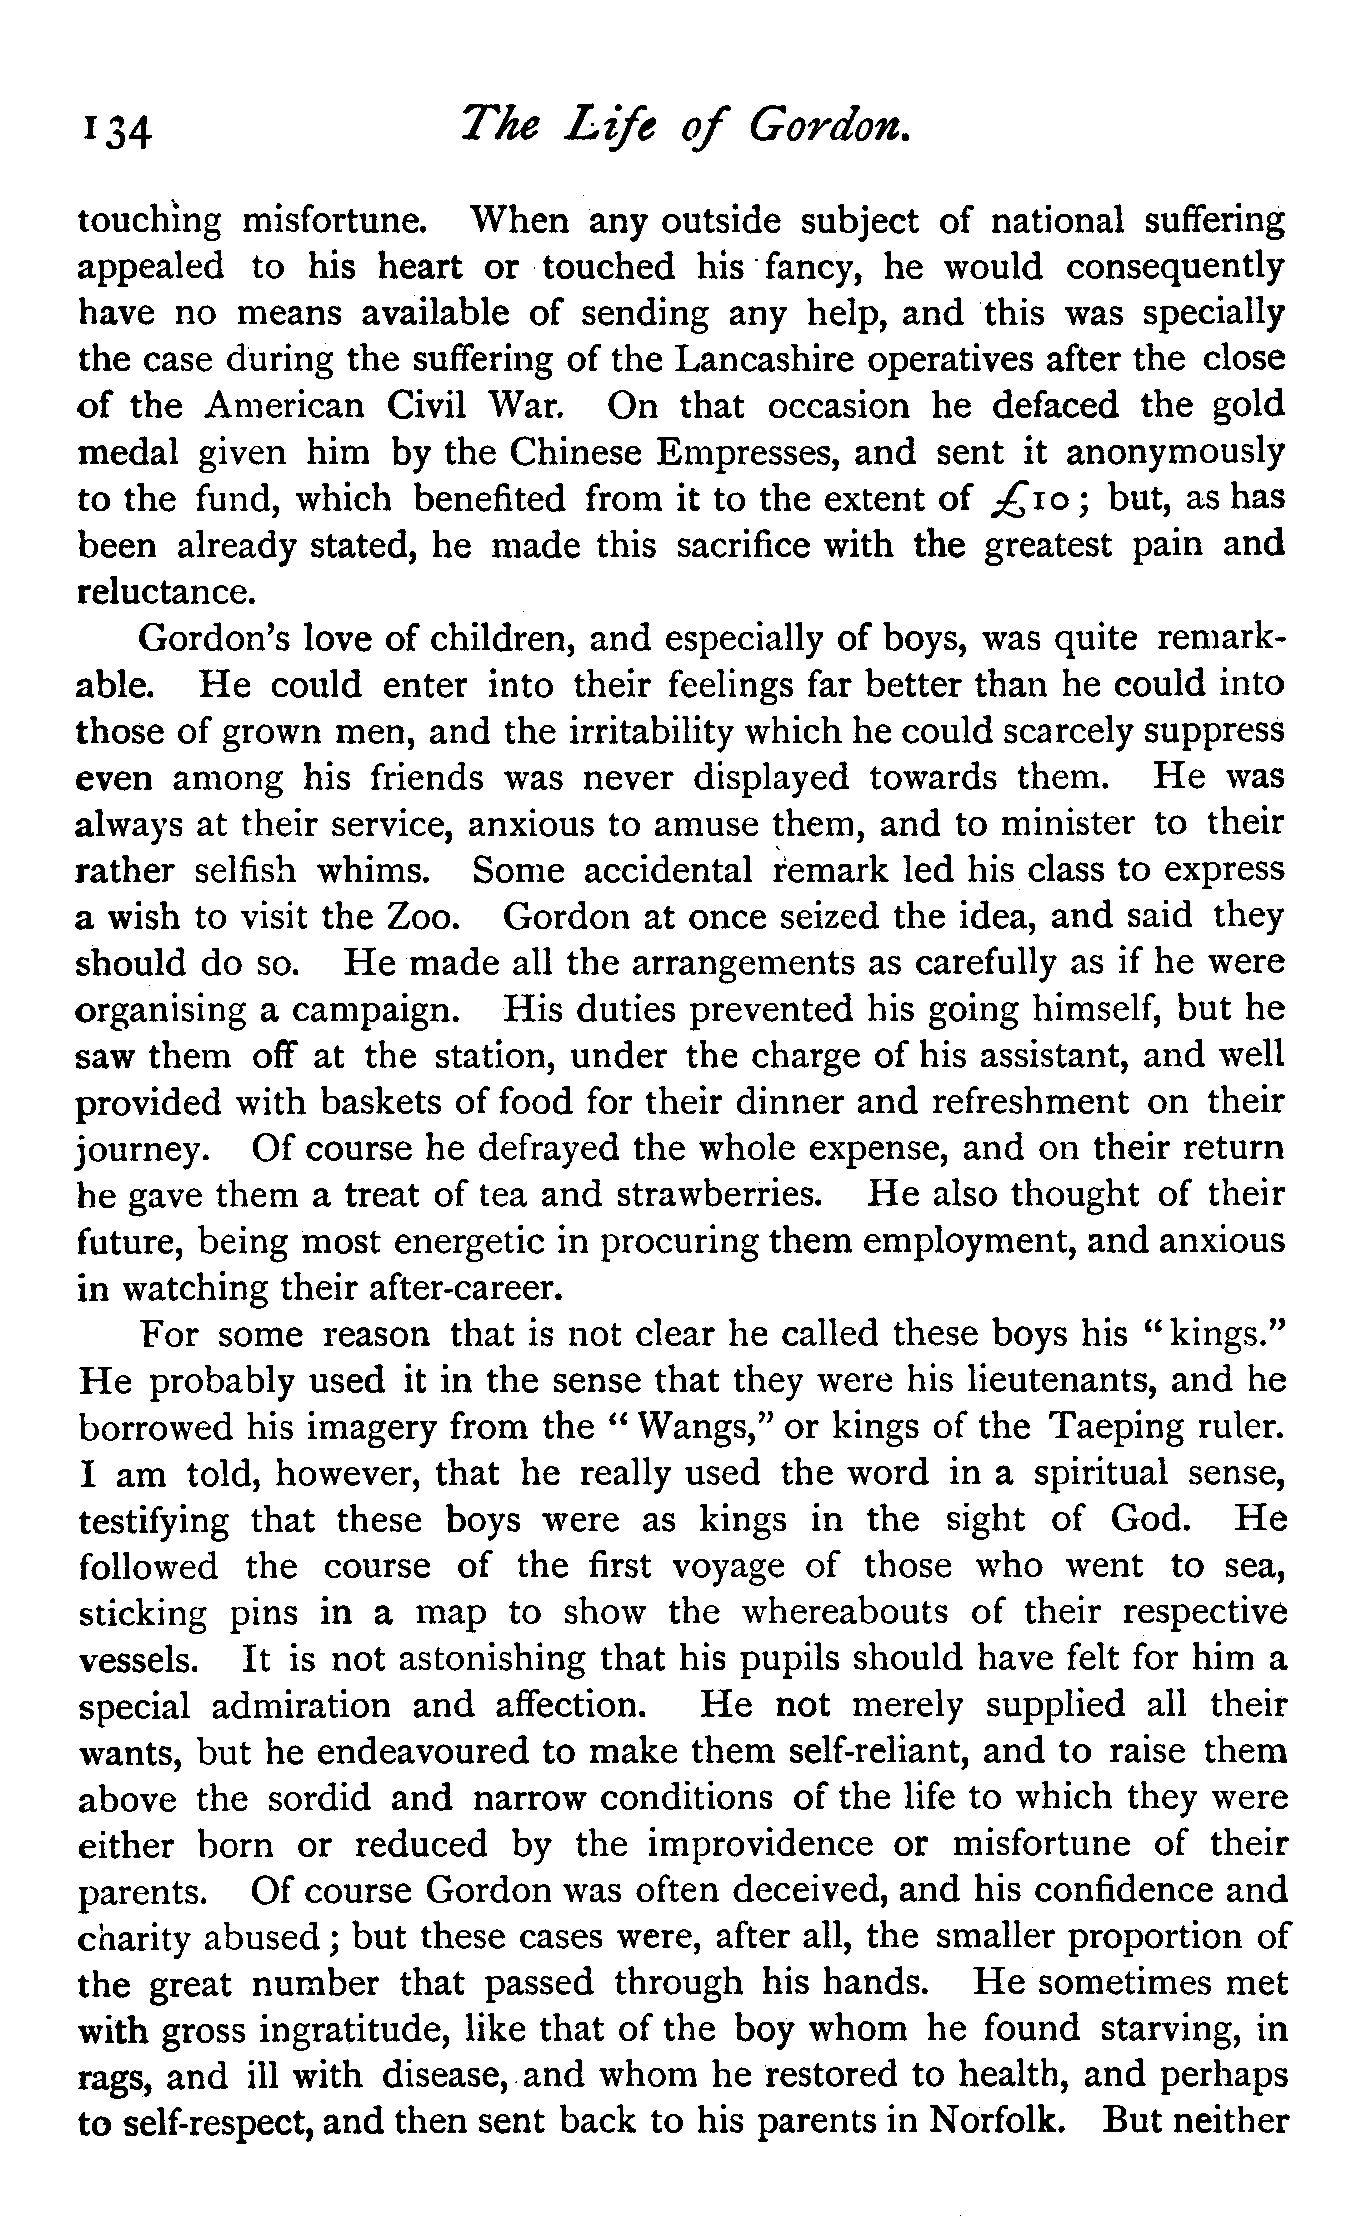 134 The Life of Gordon.
touching misfortune. When any outside subject of national suffering
appealed to his heart or touched his fancy, he would consequently
have no means available of sending any help, and this was specially
the case during the suffering of the Lancashire operatives after the close
of the American Civil War. On that occasion he defaced the gold
medal given him by the Chinese Empresses, and sent it anonymously
to the fund, which benefited from it to the extent of £10; but, as has
been already stated, he made this sacrifice with the greatest pain and
reluctance.
Gordon's love of children, and especially of boys, was quite remark-
able. He could enter into their feelings far better than he could into
those of grown men, and the irritability which he could scarcely suppress
even among his friends was never displayed towards them. He was
always at their service, anxious to amuse them, and to minister to their
rather selfish whims. Some accidental remark led his class to express
a wish to visit the Zoo. Gordon at once seized the idea, and said they
should do so. He made all the arrangements as carefully as if he were
organising a campaign. His duties prevented his going himself, but he
saw them off at the station, under the charge of his assistant, and well
provided with baskets of food for their dinner and refreshment on their
journey. Of course he defrayed the whole expense, and on their return
he gave them a treat of tea and strawberries. He also thought of their
future, being most energetic in procuring them employment, and anxious
in watching their after-career.
For some reason that is not clear he called these boys his "kings."
He probably used it in the sense that they were his lieutenants, and he
borrowed his imagery from the "Wangs," or kings of the Taeping ruler.
I am told, however, that he really used the word in a spiritual sense,
testifying that these boys were as kings in the sight of God. He
followed the course of the first voyage of those who went to sea,
sticking pins in a map to show the whereabouts of their respective
vessels. It is not astonishing that his pupils should have felt for him a
special admiration and affection. He not merely supplied all their
wants, but he endeavoured to make them self-reliant, and to raise them
above the sordid and narrow conditions of the life to which they were
either born or reduced by the improvidence or misfortune of their
parents. Of course Gordon was often deceived, and his confidence and
charity abused; but these cases were, after all, the smaller proportion of
the great number that passed through his hands. He sometimes met
with gross ingratitude, like that of the boy whom he found starving, in
rags, and ill with disease, and whom he restored to health, and perhaps
to self-respect, and then sent back to his parents in Norfolk. But neither